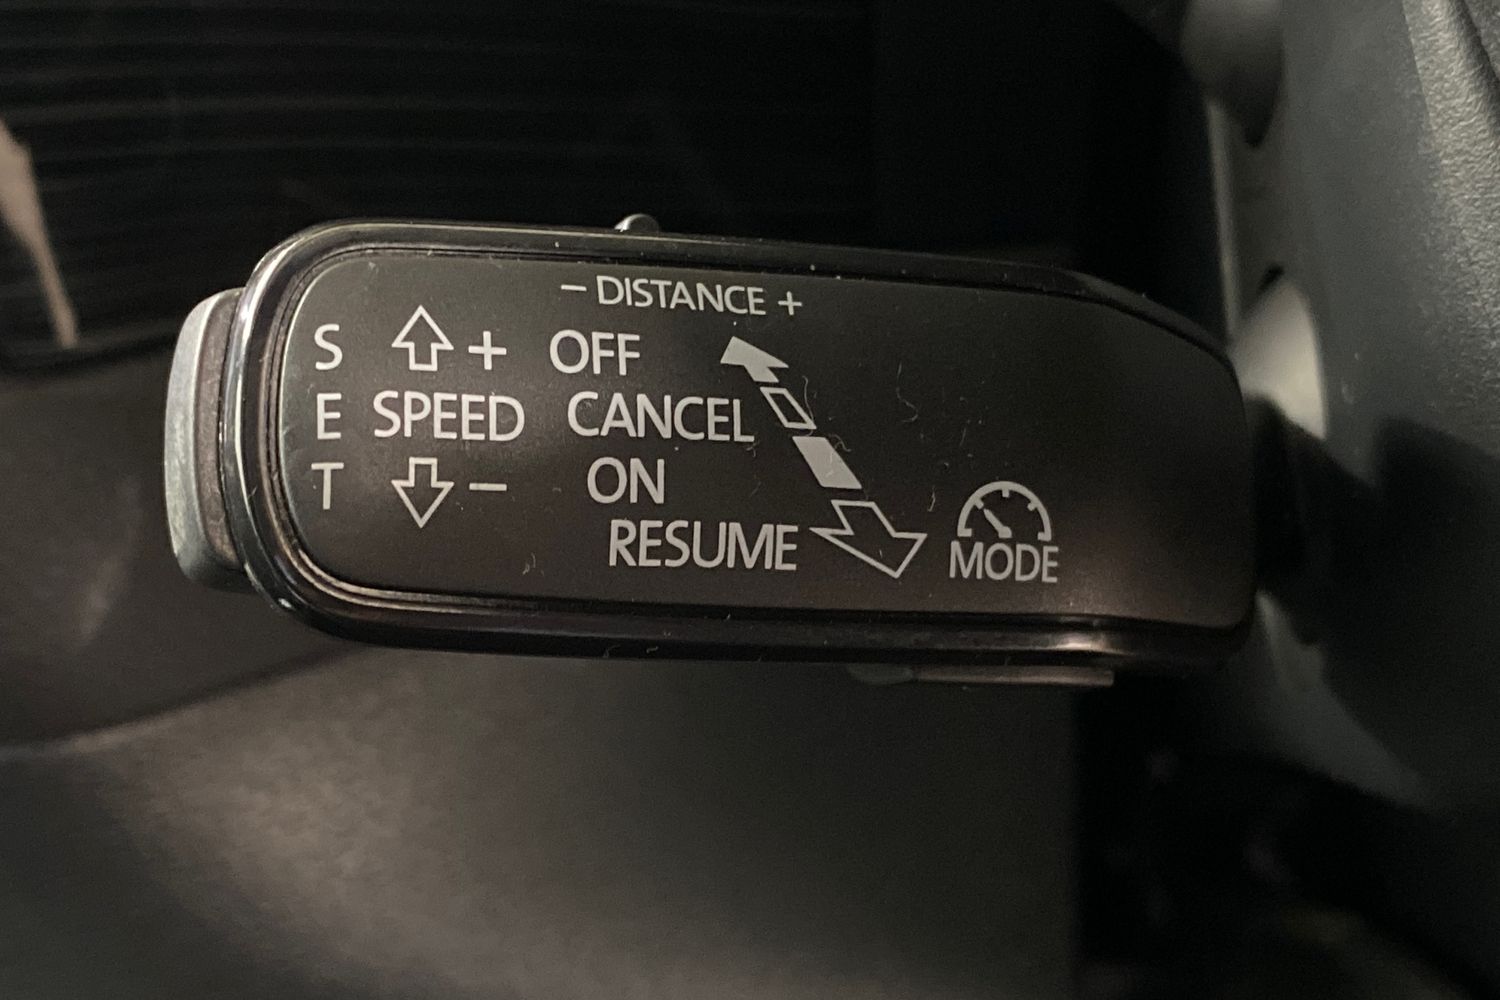 − DISTANCE +
S + OFF
E SPEED CANCEL
T − ON
RESUME
MODE